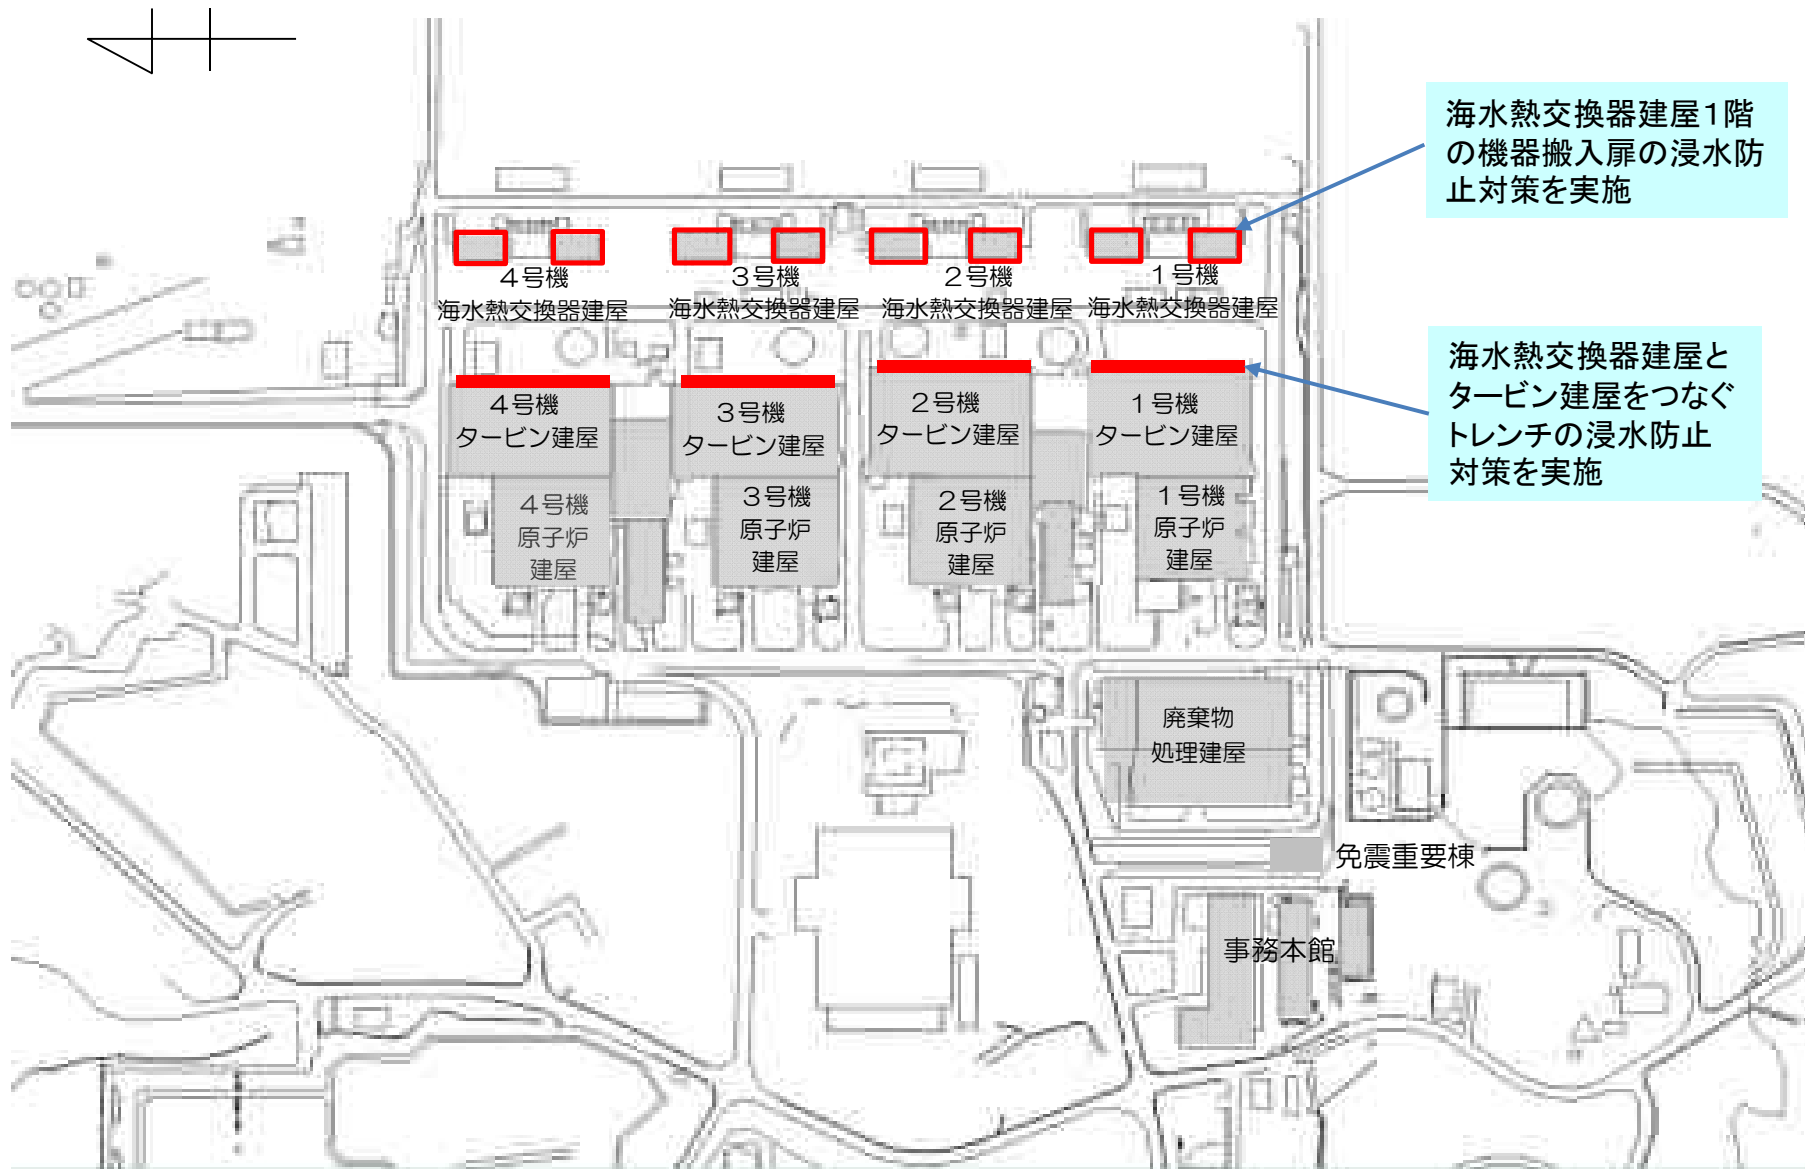 海水熱交換器建屋1階
の機器搬入扉の浸水防
止対策を実施
4号機
海水熱交換器建屋
3号機
海水熱交換器建屋
2号機
海水熱交換器建屋
1号機
海水熱交換器建屋
海水熱交換器建屋と
タービン建屋をつなぐ
トレンチの浸水防止
対策を実施
4号機
タービン建屋
3号機
タービン建屋
2号機
タービン建屋
1号機
タービン建屋
4号機
原子炉
建屋
3号機
原子炉
建屋
2号機
原子炉
建屋
1号機
原子炉
建屋
廃棄物
処理建屋
免震重要棟
事務本館